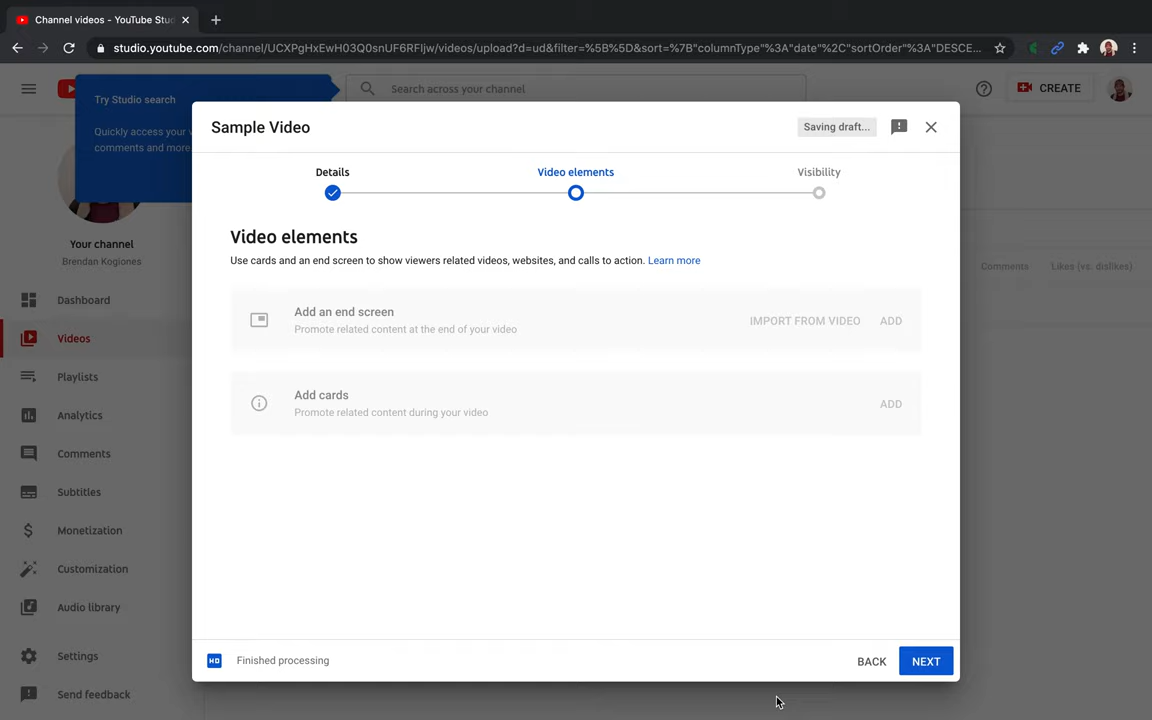 Channel videos - YouTube Stud
studio.youtube.com/channel/UCXPgHxEwH03Q0snUF6RFIjw/videos/upload?d=ud&filter=%5B%5D&sort=%7B"columnType"%3A"date"%2C"sortOrder"%3A"DESCE...
Try Studio search
Quickly access your
comments and more.
Search across your channel
CREATE
Sample Video
Saving draft...
Details
Video elements
Visibility
Video elements
Use cards and an end screen to show viewers related videos, websites, and calls to action. Learn more
Add an end screen
Promote related content at the end of your video
IMPORT FROM VIDEO
ADD
Add cards
Promote related content during your video
ADD
HD
Finished processing
BACK
NEXT
Your channel
Brendan Kogiones
Dashboard
Videos
Playlists
Analytics
Comments
Subtitles
Monetization
Customization
Audio library
Settings
Send feedback
Comments
Likes (vs. dislikes)